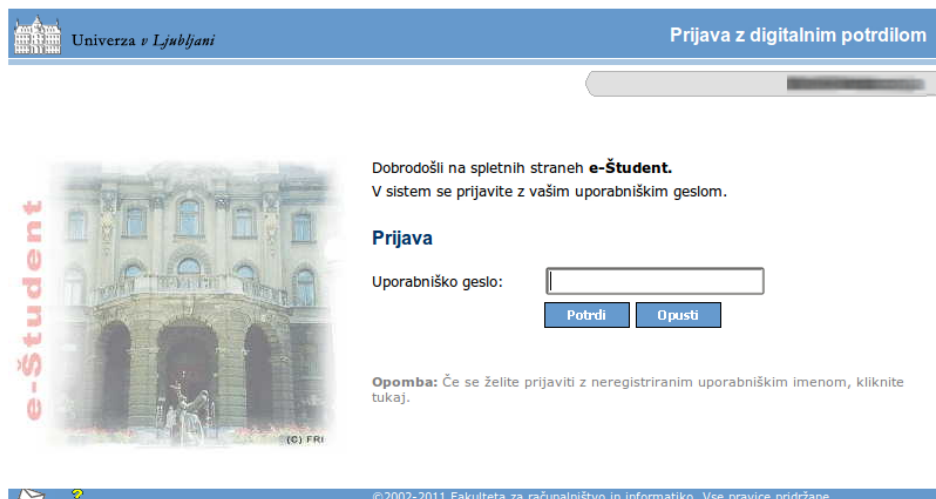 Univerza v Ljubljani
Prijava z digitalnim potrdilom
e-Študent
Dobrodošli na spletnih straneh e-Študent.
V sistem se prijavite z vašim uporabniškim geslom.
Prijava
Uporabniško geslo:
Potrdi Opusti
Opomba: Če se želite prijaviti z neregistriranim uporabniškim imenom, kliknite
tukaj.
(C) FRI
?
©2002-2011 Fakulteta za računalništvo in informatiko. Vse pravice pridržane.